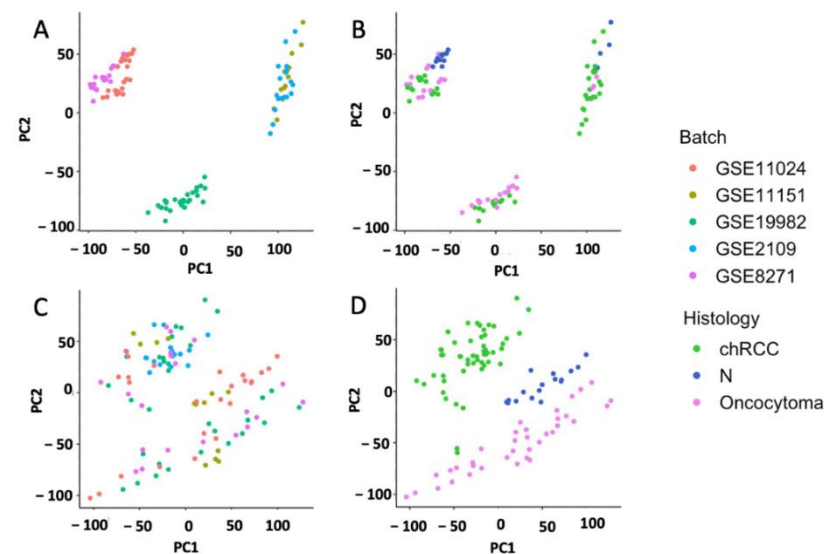 A
50
0
− 50
− 100
PC2
− 100
− 50
0
50
100
PC1
B
50
0
− 50
− 100
PC2
− 100
− 50
0
50
100
PC1
C
50
0
− 50
− 100
PC2
− 100
− 50
0
50
100
PC1
D
50
0
− 50
− 100
PC2
− 100
− 50
0
50
100
PC1
Batch
GSE11024
GSE11151
GSE19982
GSE2109
GSE8271
Histology
chRCC
N
Oncocytoma